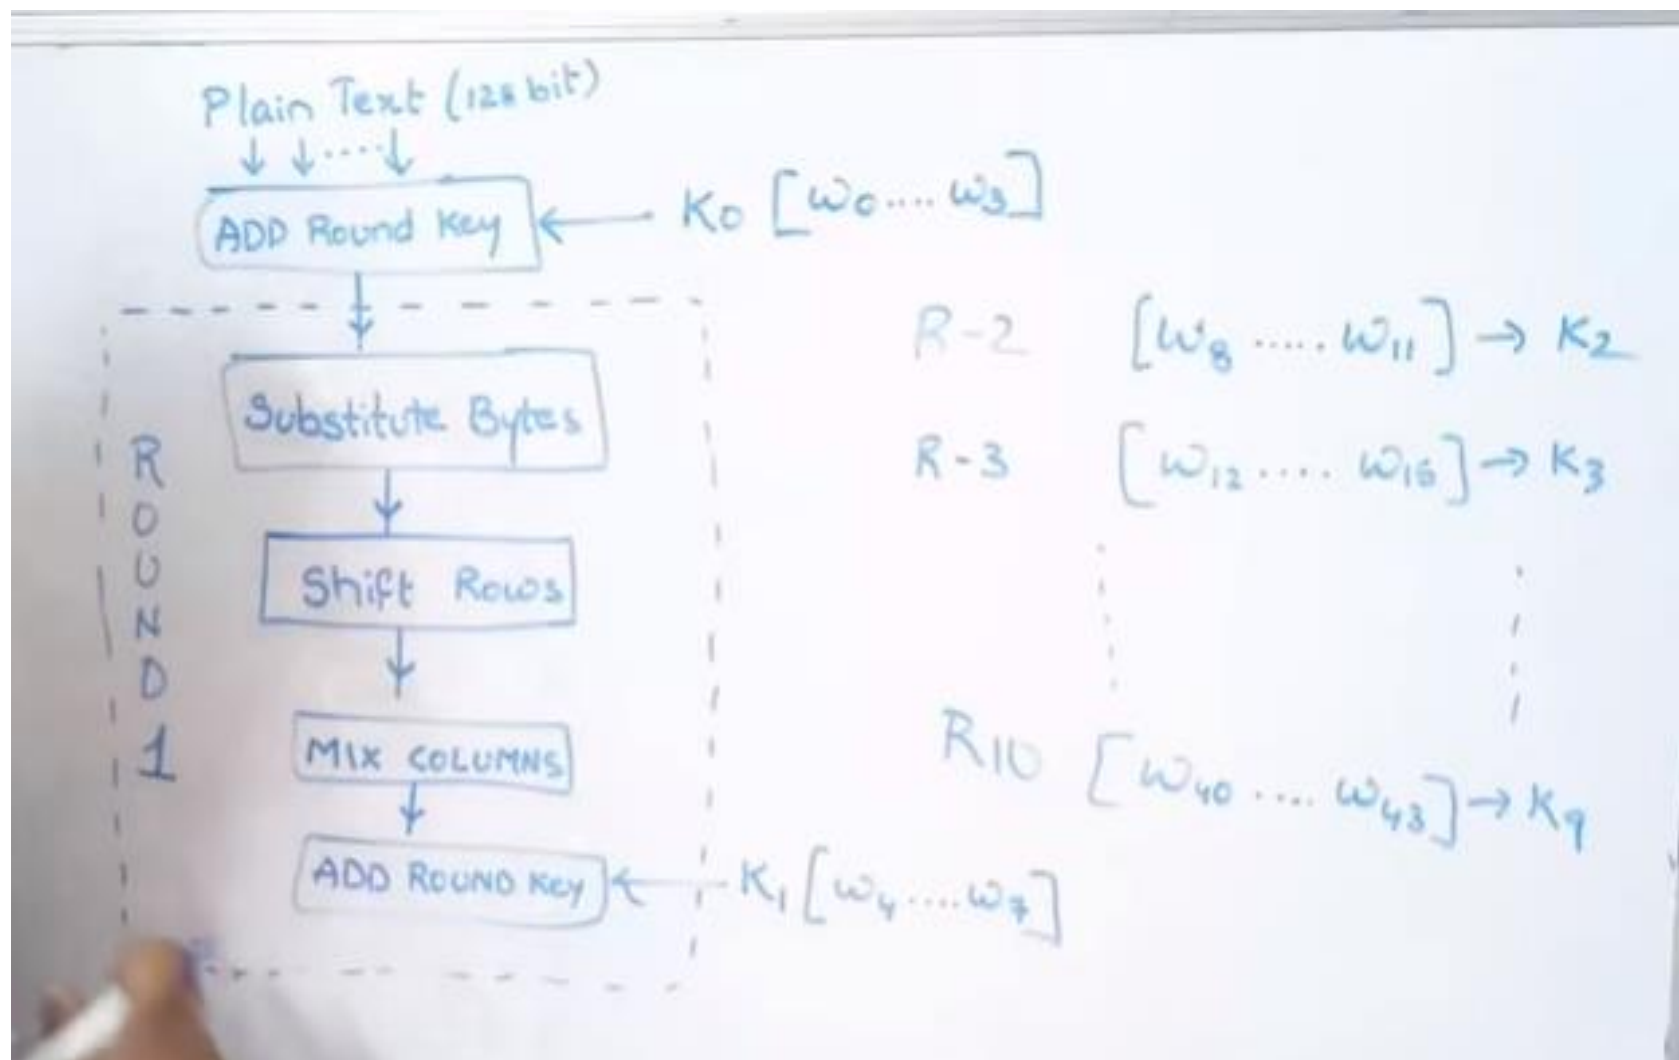 Plain Text (128 bit)
ADD Round Key
K0 [W0.... W3]
Substitute Bytes
Shift Rows
MIX COLUMNS
ADD ROUND Key
K1 [W4....W7]
ROUND 1
R-2 [W8 ..... W11] → K2
R-3 [W12 .... W15] → K3
R10 [W40 .... W43] → K9